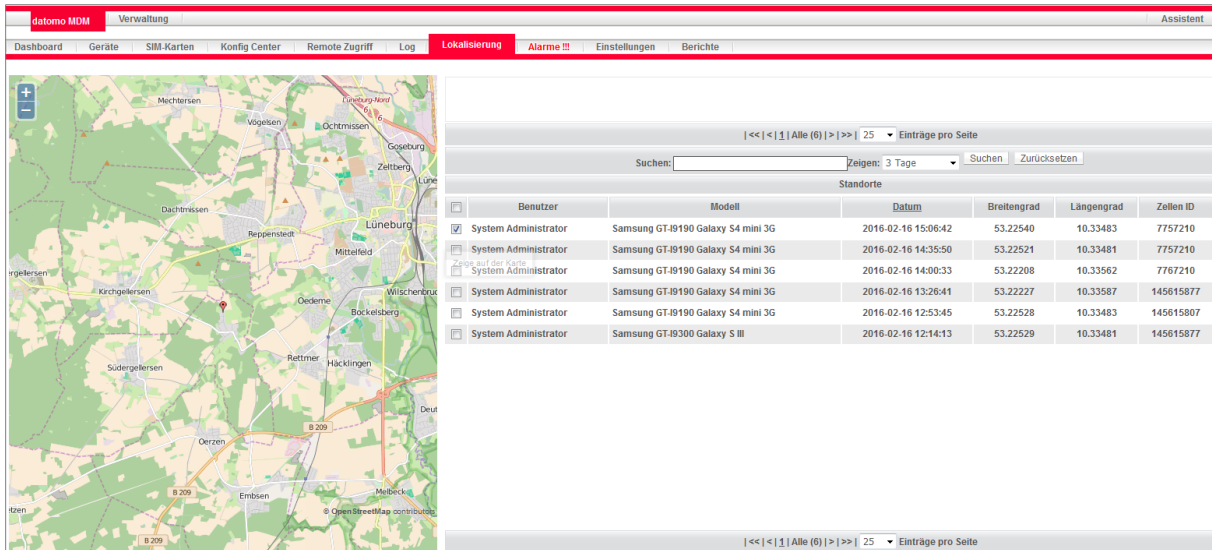 datomo MDM Verwaltung Assistent
Dashboard Geräte SIM-Karten Konfig Center Remote Zugriff Log Lokalisierung Alarme !!! Einstellungen Berichte
+
−
Mechtersen
Lüneburg-Nord
Vögelsen
Ochtmissen
Goseburg
Zeltberg
Lüne
Dachtmissen
Lüneburg
Reppenstedt
Mittelfeld
ergellersen
Kirchgellersen
Wilschenbruc
Oedeme
Bockelsberg
Rettmer
Häcklingen
Südergellersen
Deut
B 209
Oerzen
B 209
Embsen
Melbeck
etzen
© OpenStreetMap contributors
B 209
| << | < | 1 | Alle (6) | > | >> | 25 Einträge pro Seite
Suchen: Zeigen: 3 Tage Suchen Zurücksetzen
Standorte
Benutzer Modell Datum Breitengrad Längengrad Zellen ID
System Administrator Samsung GT-I9190 Galaxy S4 mini 3G 2016-02-16 15:06:42 53.22540 10.33483 7757210
System Administrator Samsung GT-I9190 Galaxy S4 mini 3G 2016-02-16 14:35:50 53.22521 10.33481 7757210
Zeige auf der Karte
System Administrator Samsung GT-I9190 Galaxy S4 mini 3G 2016-02-16 14:00:33 53.22208 10.33562 7767210
System Administrator Samsung GT-I9190 Galaxy S4 mini 3G 2016-02-16 13:26:41 53.22227 10.33587 145615877
System Administrator Samsung GT-I9190 Galaxy S4 mini 3G 2016-02-16 12:53:45 53.22528 10.33483 145615807
System Administrator Samsung GT-I9300 Galaxy S III 2016-02-16 12:14:13 53.22529 10.33481 145615877
| << | < | 1 | Alle (6) | > | >> | 25 Einträge pro Seite